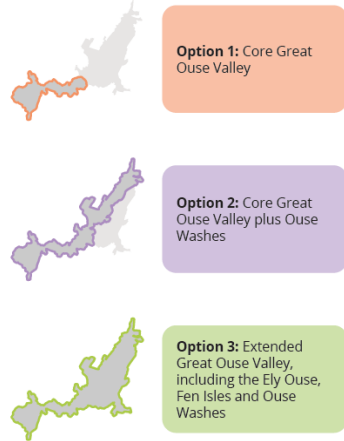 Option 1: Core Great
Ouse Valley
Option 2: Core Great
Ouse Valley plus Ouse
Washes
Option 3: Extended
Great Ouse Valley,
including the Ely Ouse,
Fen Isles and Ouse
Washes